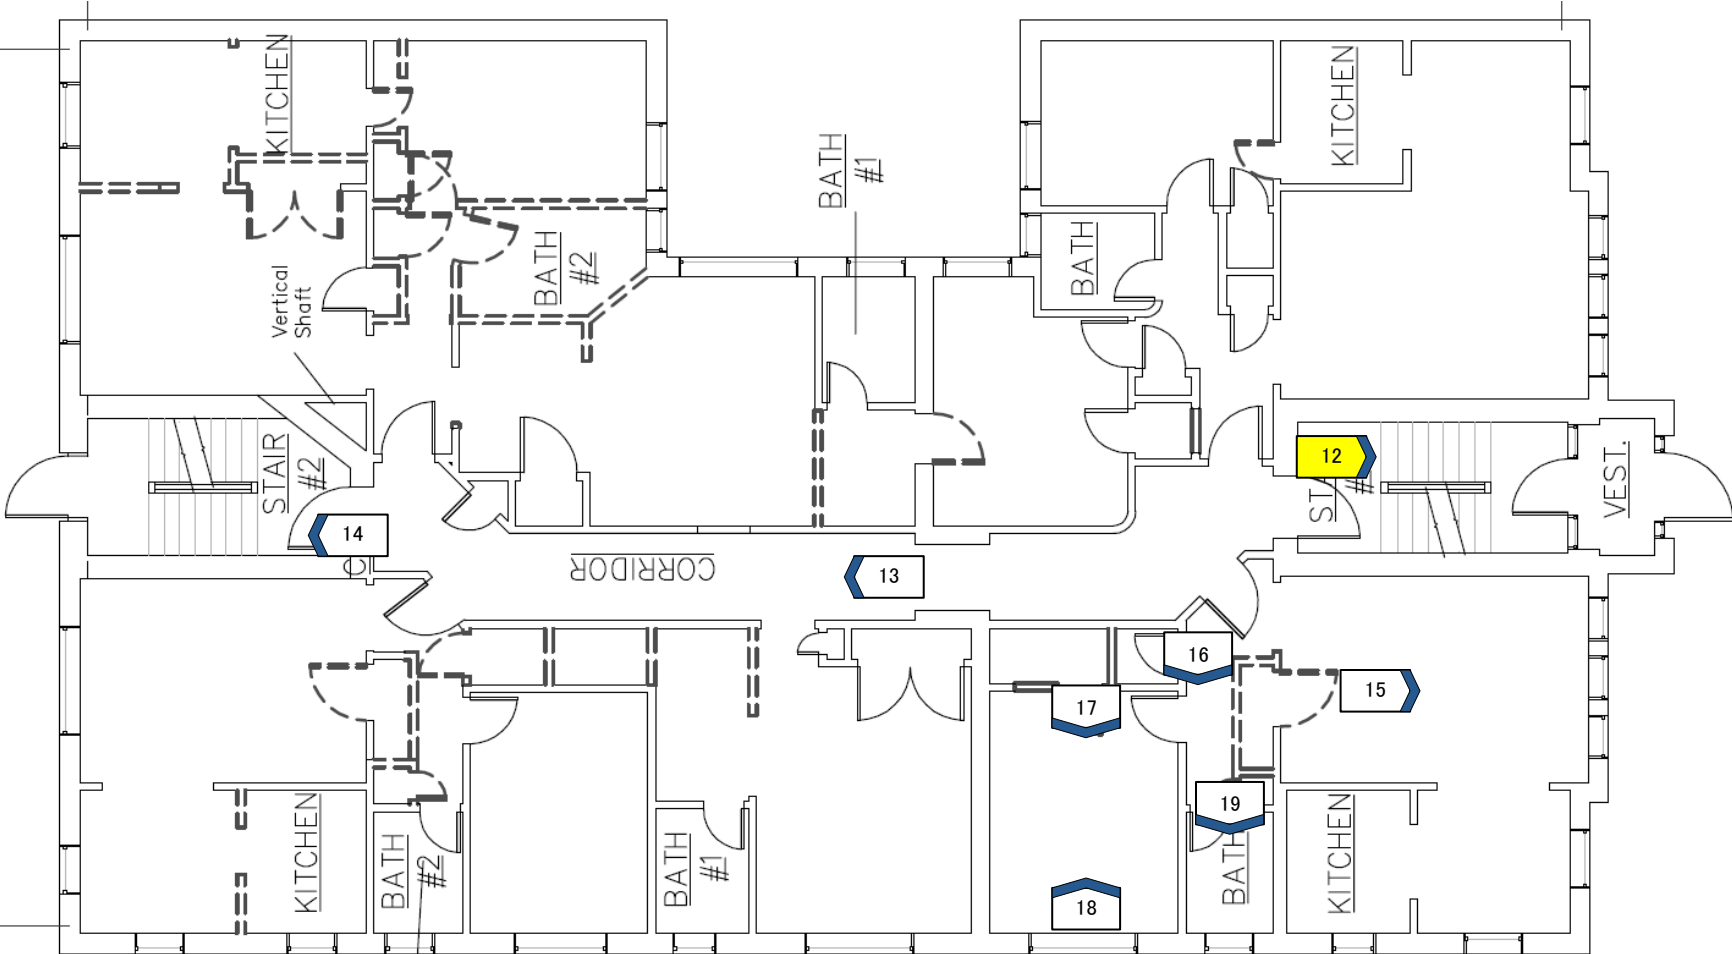 KITCHEN
KITCHEN
BATH
#1
BATH
#2
BATH
Vertical
Shaft
STAIR
#2
12
VEST.
14
CORRIDOR
13
16
15
17
19
18
KITCHEN
BATH
#2
BATH
#1
BATH
KITCHEN